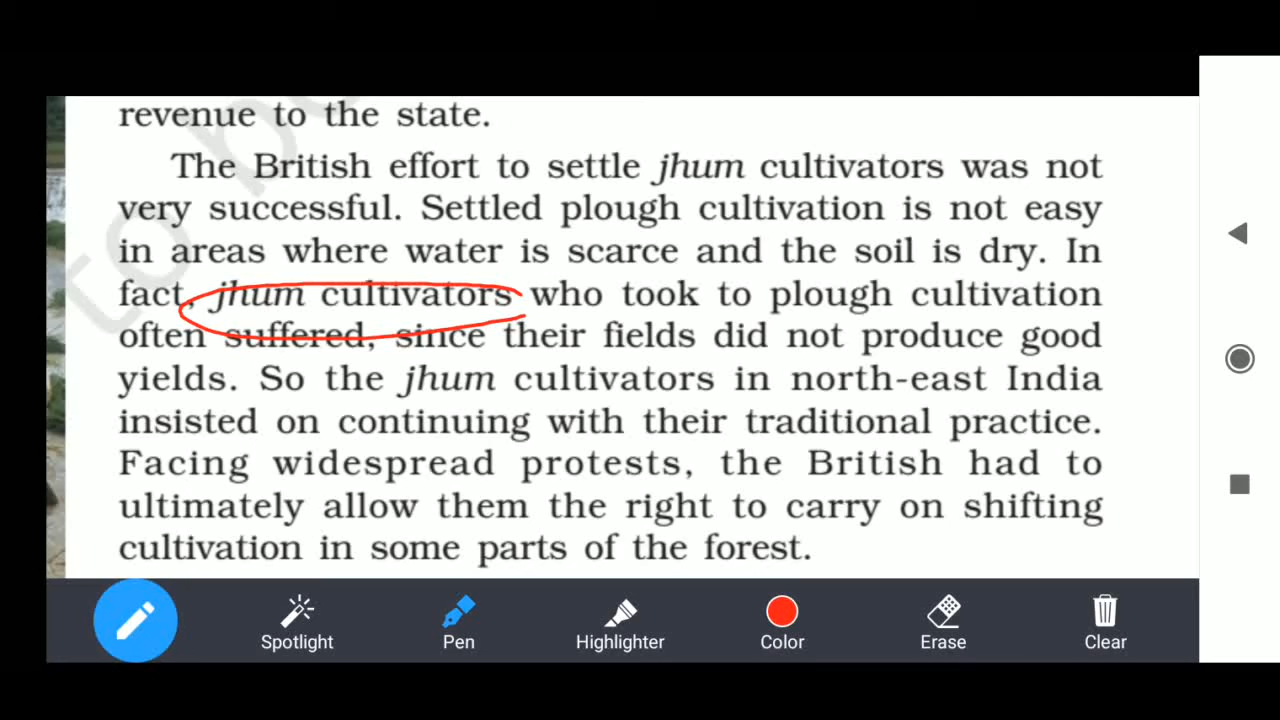 revenue to the state.
The British effort to settle jhum cultivators was not
very successful. Settled plough cultivation is not easy
in areas where water is scarce and the soil is dry. In
fact, jhum cultivators who took to plough cultivation
often suffered, since their fields did not produce good
yields. So the jhum cultivators in north-east India
insisted on continuing with their traditional practice.
Facing widespread protests, the British had to
ultimately allow them the right to carry on shifting
cultivation in some parts of the forest.
to be
Spotlight
Pen
Highlighter
Color
Erase
Clear